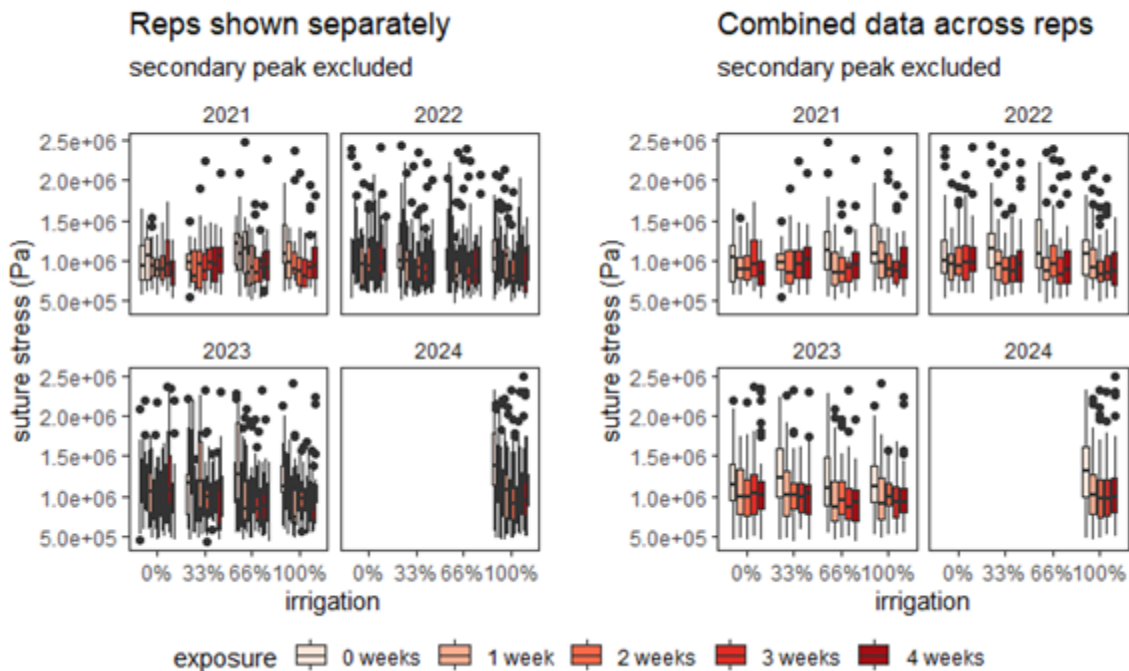 Reps shown separately
secondary peak excluded
2021
2022
2.5e+06
2.0e+06
1.5e+06
1.0e+06
5.0e+05
2023
2024
2.5e+06
2.0e+06
1.5e+06
1.0e+06
5.0e+05
suture stress (Pa)
0% 33% 66% 100%
0% 33% 66% 100%
irrigation
Combined data across reps
secondary peak excluded
2021
2022
2.5e+06
2.0e+06
1.5e+06
1.0e+06
5.0e+05
2023
2024
2.5e+06
2.0e+06
1.5e+06
1.0e+06
5.0e+05
suture stress (Pa)
0% 33% 66% 100%
0% 33% 66% 100%
irrigation
exposure 0 weeks 1 week 2 weeks 3 weeks 4 weeks